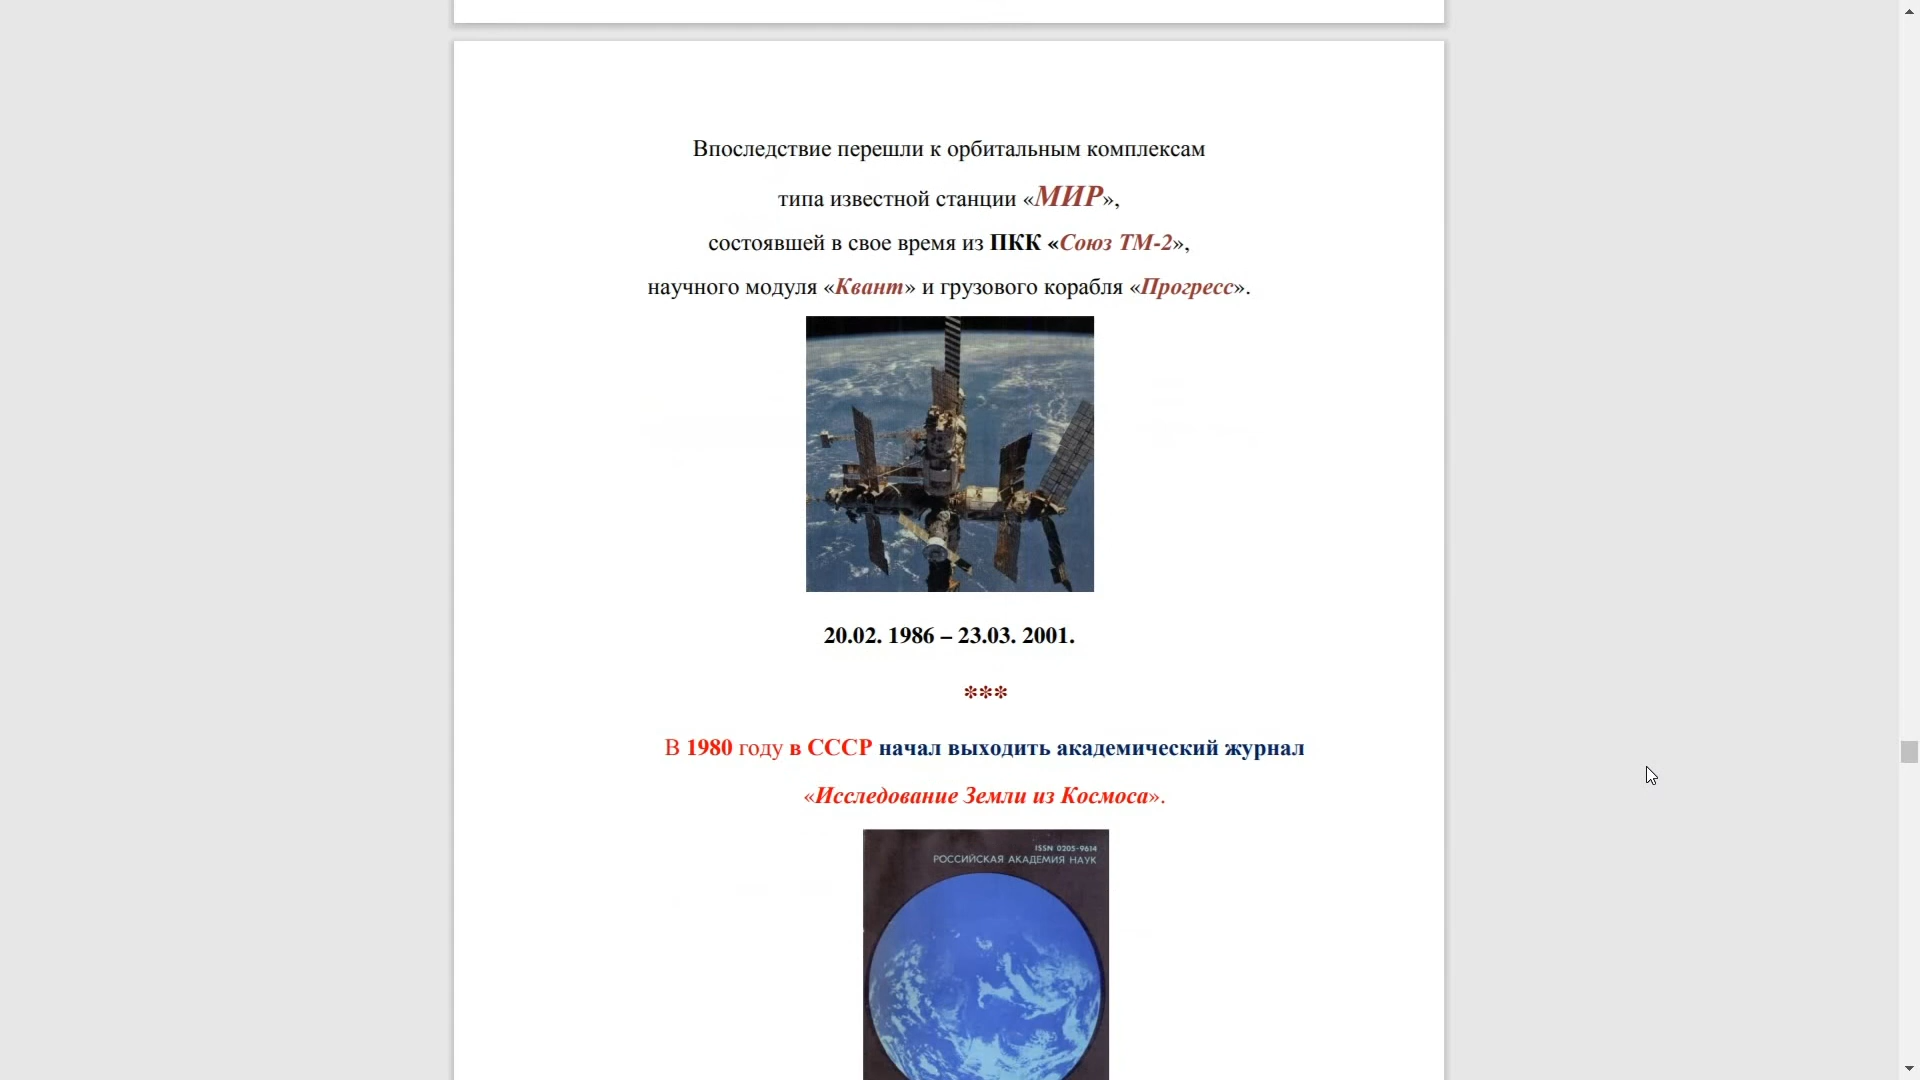 Впоследствие перешли к орбитальным комплексам
типа известной станции «МИР»,
состоявшей в свое время из ПКК «Союз ТМ-2»,
научного модуля «Квант» и грузового корабля «Прогресс».
20.02. 1986 – 23.03. 2001.
***
В 1980 году в СССР начал выходить академический журнал
«Исследование Земли из Космоса».
ISSN 0205-9614
РОССИЙСКАЯ АКАДЕМИЯ НАУК